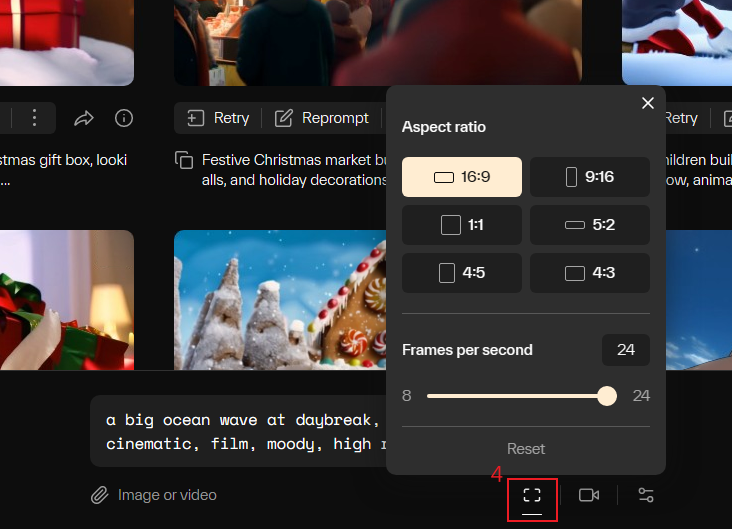 Retry
Reprompt
Retry
stmas gift box, looki
...
Festive Christmas market bu
alls, and holiday decorations
hildren buil
ow, anima
Aspect ratio
16:9
9:16
1:1
5:2
4:5
4:3
Frames per second
24
8
24
Reset
a big ocean wave at daybreak,
cinematic, film, moody, high r
4
Image or video